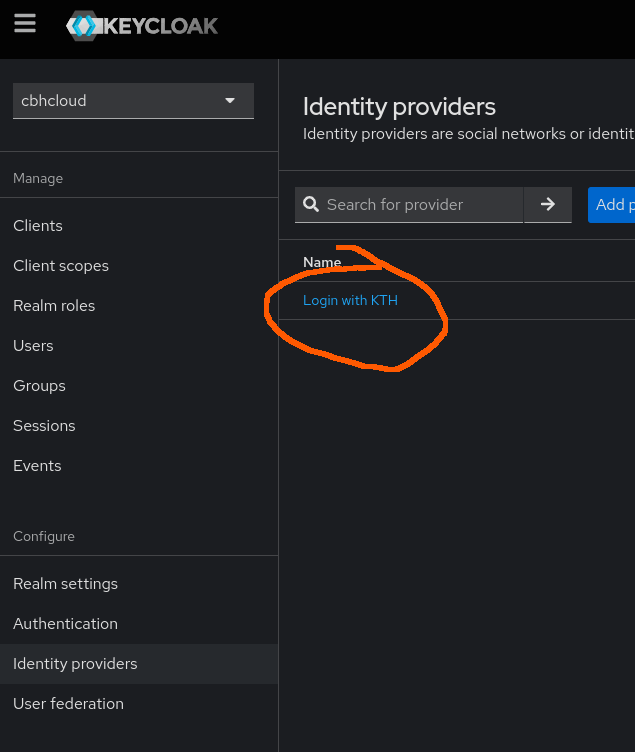 KEYCLOAK
cbhcloud
Manage
Clients
Client scopes
Realm roles
Users
Groups
Sessions
Events
Configure
Realm settings
Authentication
Identity providers
User federation
Identity providers
Identity providers are social networks or identit
Search for provider
Add p
Name
Login with KTH